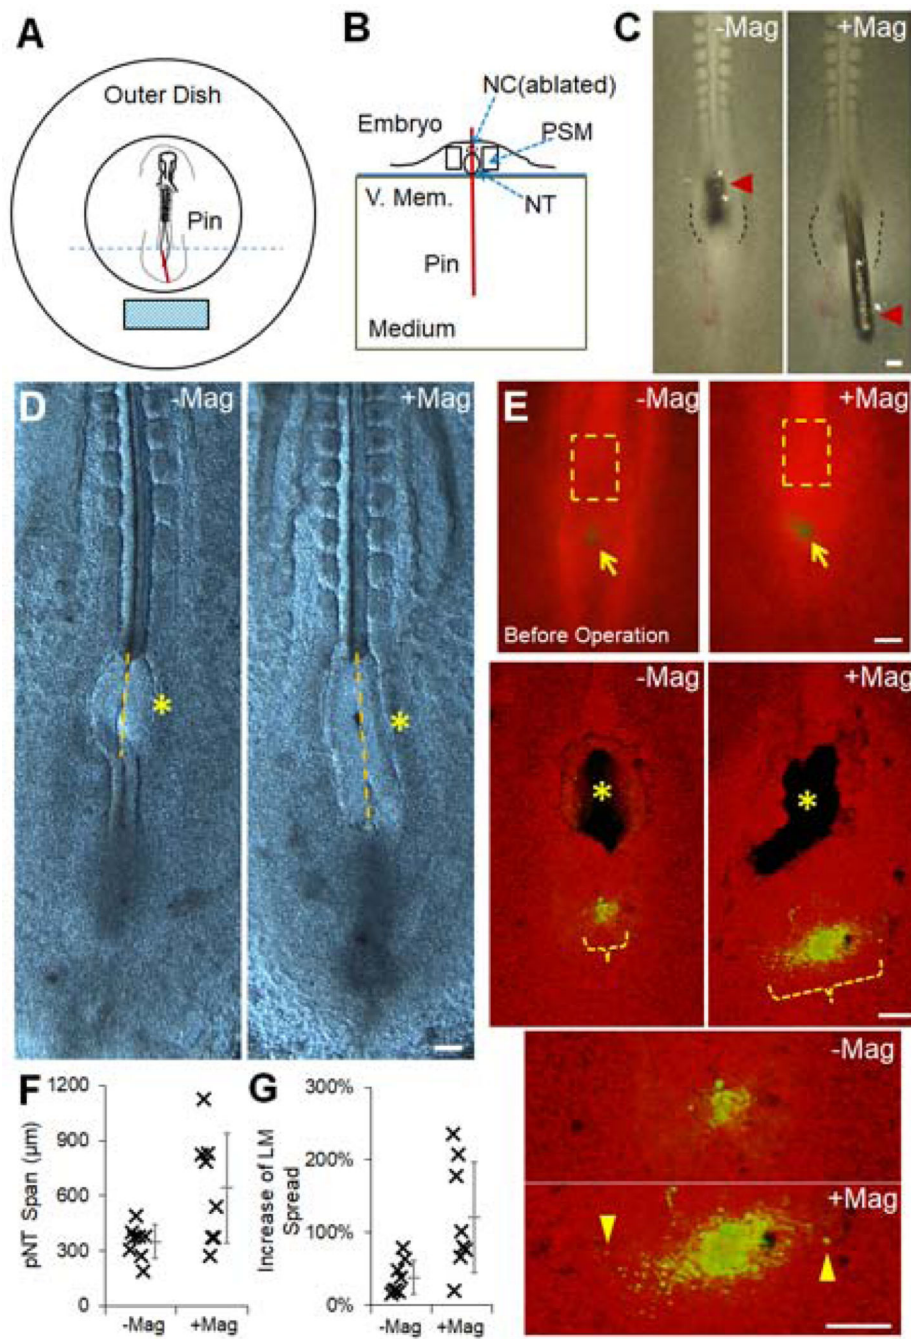 A
Outer Dish
Pin
B
NC(ablated)
Embryo
PSM
V. Mem.
NT
Pin
Medium
C
-Mag
+Mag
D
-Mag
+Mag
E
-Mag
+Mag
Before Operation
-Mag
+Mag
-Mag
+Mag
F
1200
900
600
300
0
pNT Span (µm)
-Mag
+Mag
G
300%
200%
100%
0%
Increase of LM
Spread
-Mag
+Mag